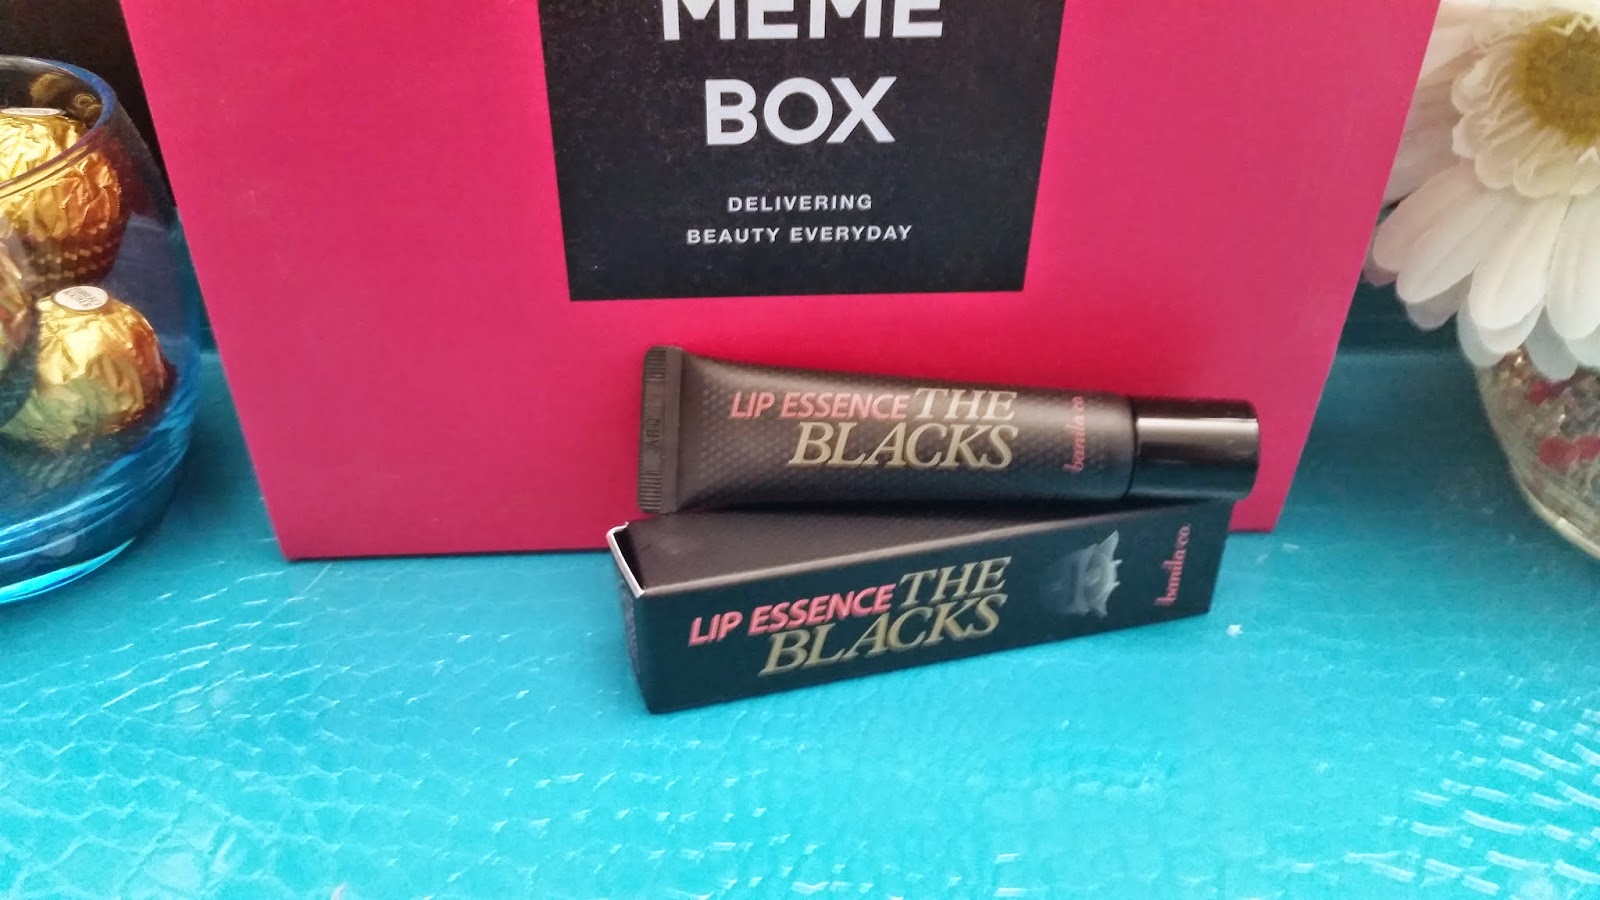 MEME
BOX
DELIVERING
BEAUTY EVERYDAY
LIP ESSENCE THE
BLACKS
banila co.
LIP ESSENCE THE
BLACKS
banila co.